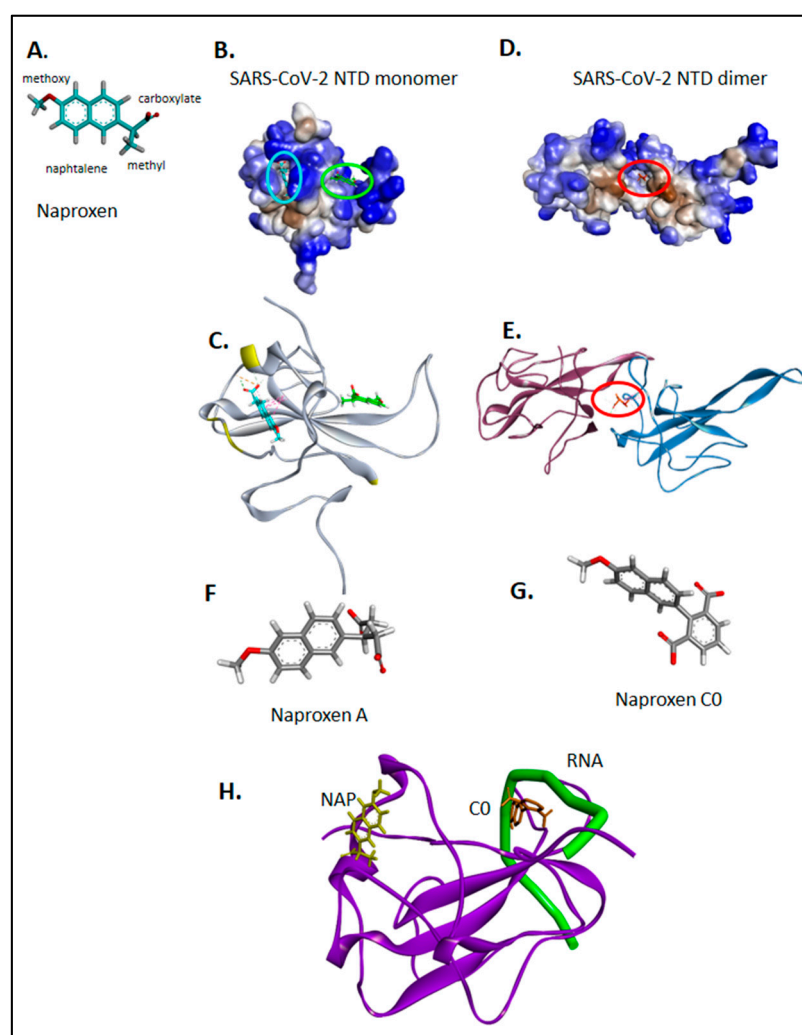 A.
methoxy
carboxylate
naphtalene
methyl
Naproxen
B.
SARS-CoV-2 NTD monomer
D.
SARS-CoV-2 NTD dimer
C.
E.
F
Naproxen A
G.
Naproxen C0
H.
NAP
C0
RNA